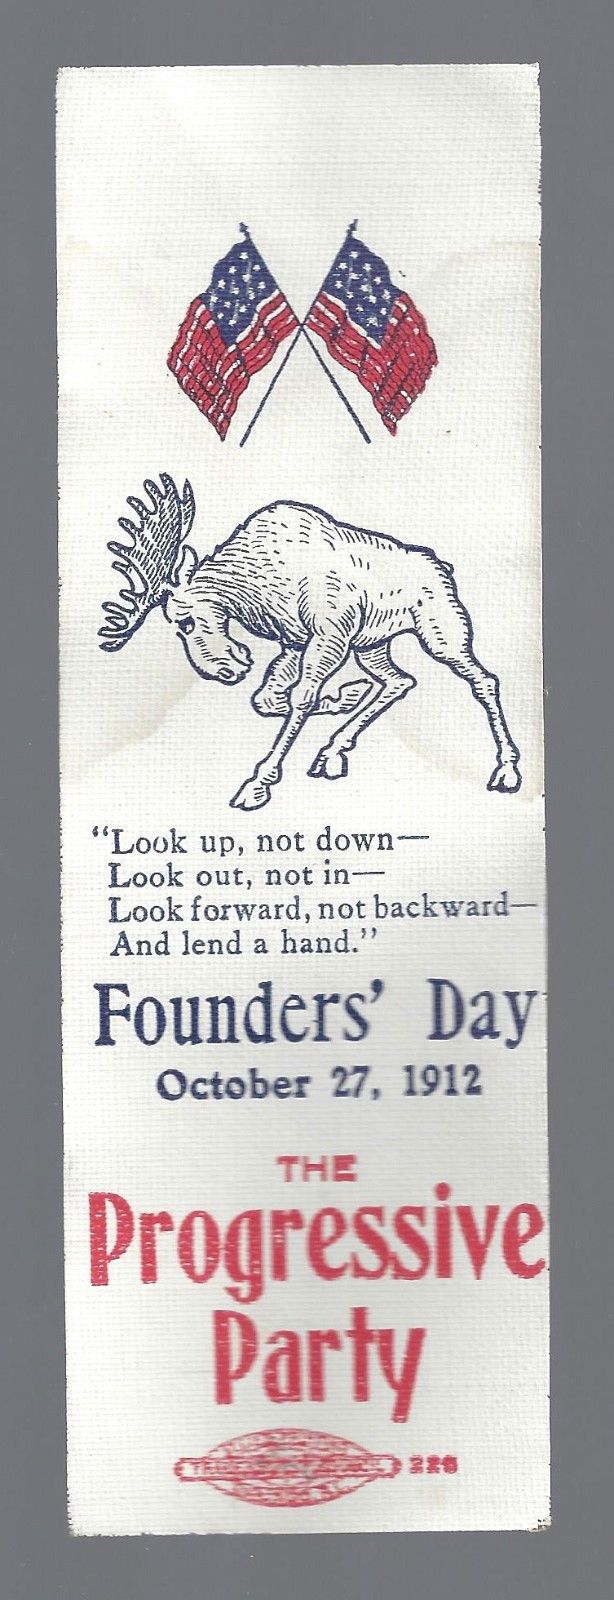 “Look up, not down—
Look out, not in—
Look forward, not backward—
And lend a hand.”
Founders’ Day
October 27, 1912
THE
Progressive
Party
226